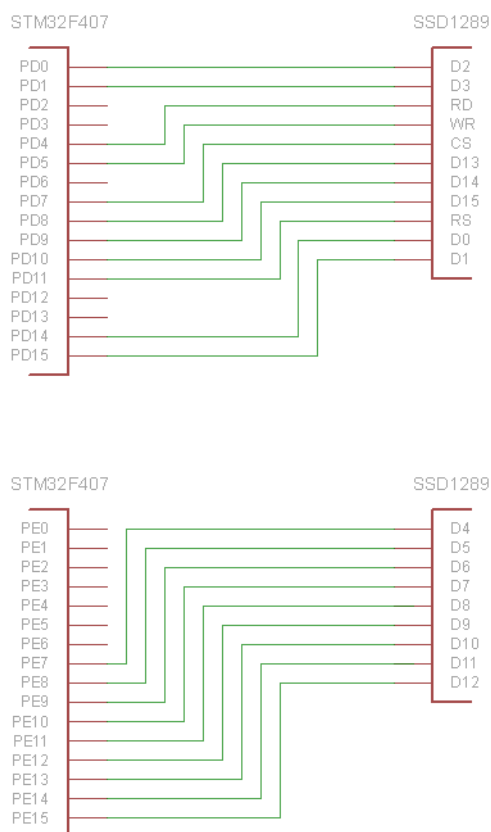 STM32F407 SSD1289
PD0 D2
PD1 D3
PD2 RD
PD3 WR
PD4 CS
PD5 D13
PD6 D14
PD7 D15
PD8 RS
PD9 D0
PD10 D1
PD11
PD12
PD13
PD14
PD15
STM32F407 SSD1289
PE0 D4
PE1 D5
PE2 D6
PE3 D7
PE4 D8
PE5 D9
PE6 D10
PE7 D11
PE8 D12
PE9
PE10
PE11
PE12
PE13
PE14
PE15